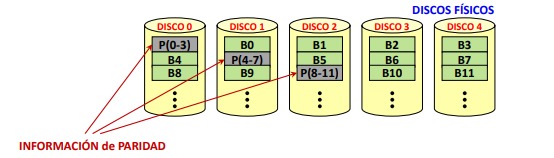 DISCOS FÍSICOS
DISCO 0 DISCO 1 DISCO 2 DISCO 3 DISCO 4
P(0-3) B0 B1 B2 B3
B4 P(4-7) B5 B6 B7
B8 B9 P(8-11) B10 B11
INFORMACIÓN de PARIDAD